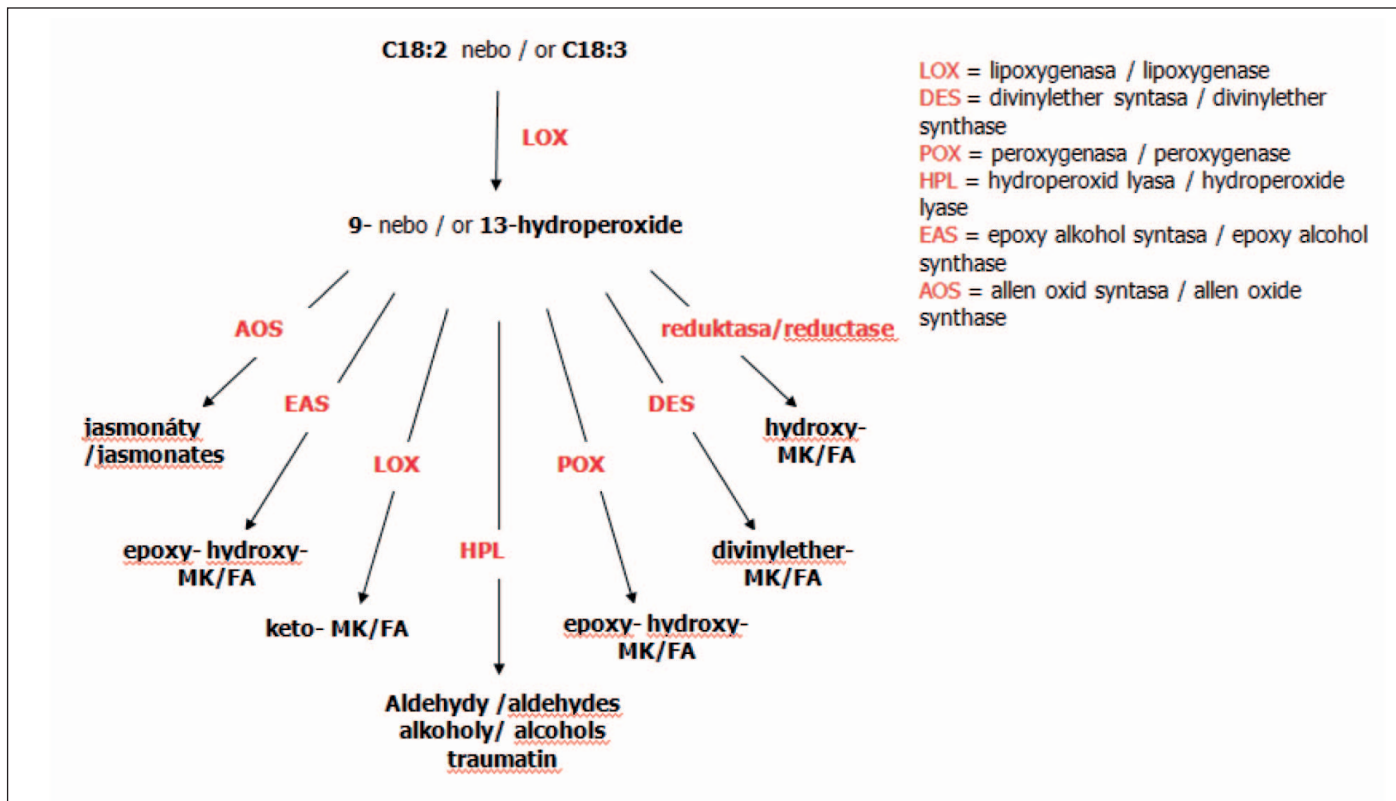 C18:2 nebo / or C18:3
LOX
9- nebo / or 13-hydroperoxide
AOS
EAS
LOX
HPL
POX
DES
reduktasa/reductase
jasmonáty
/jasmonates
epoxy- hydroxy-
MK/FA
keto- MK/FA
Aldehydy /aldehydes
alkoholy/ alcohols
traumatin
epoxy- hydroxy-
MK/FA
divinylether-
MK/FA
hydroxy-
MK/FA
LOX = lipoxygenasa / lipoxygenase
DES = divinylether syntasa / divinylether
synthase
POX = peroxygenasa / peroxygenase
HPL = hydroperoxid lyasa / hydroperoxide
lyase
EAS = epoxy alkohol syntasa / epoxy alcohol
synthase
AOS = allen oxid syntasa / allen oxide
synthase